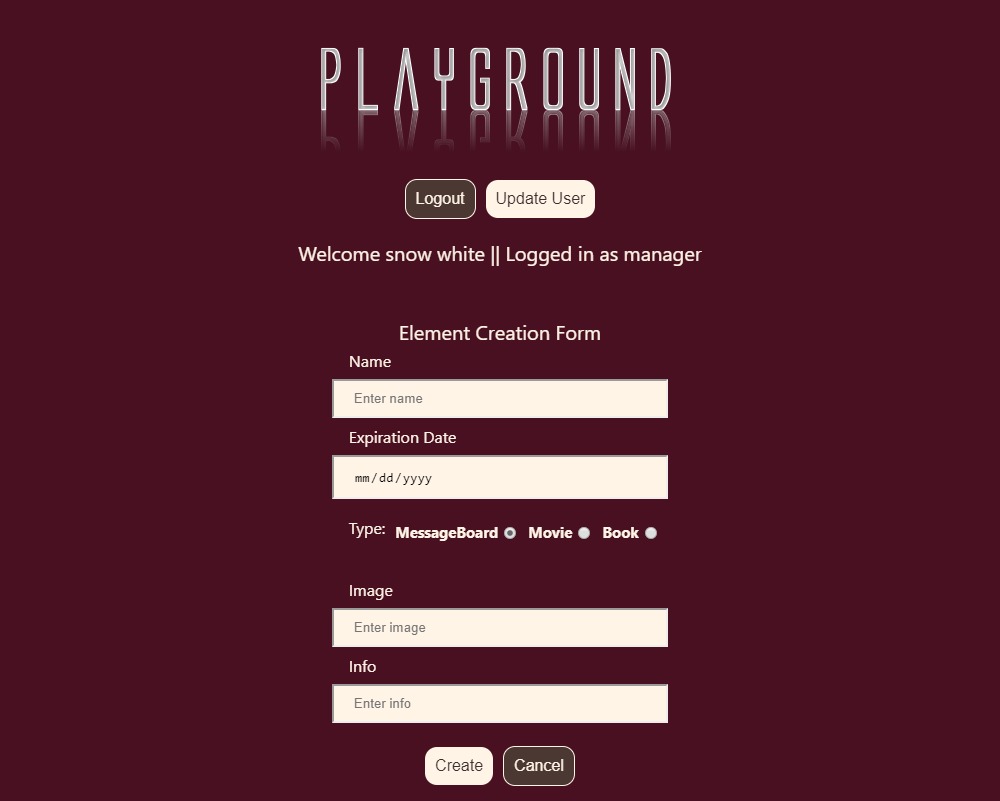 PLAYGROUND
Logout Update User
Welcome snow white || Logged in as manager
Element Creation Form
Name
Enter name
Expiration Date
mm/dd/yyyy
Type: MessageBoard Movie Book
Image
Enter image
Info
Enter info
Create Cancel